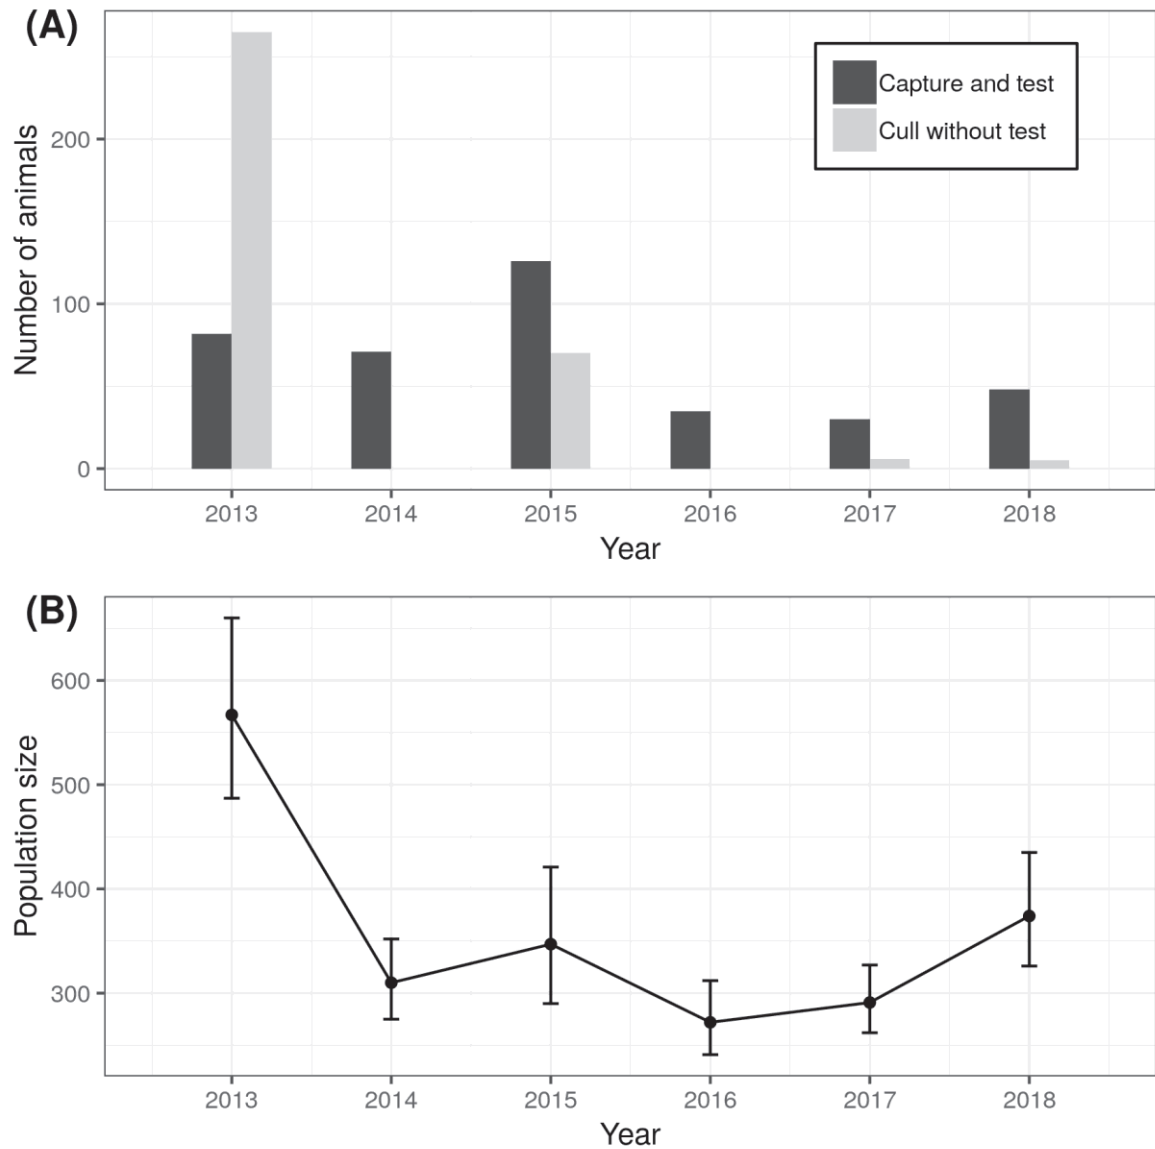 (A)
Number of animals
200
100
0
Capture and test
Cull without test
2013 2014 2015 2016 2017 2018
Year
(B)
Population size
600
500
400
300
2013 2014 2015 2016 2017 2018
Year